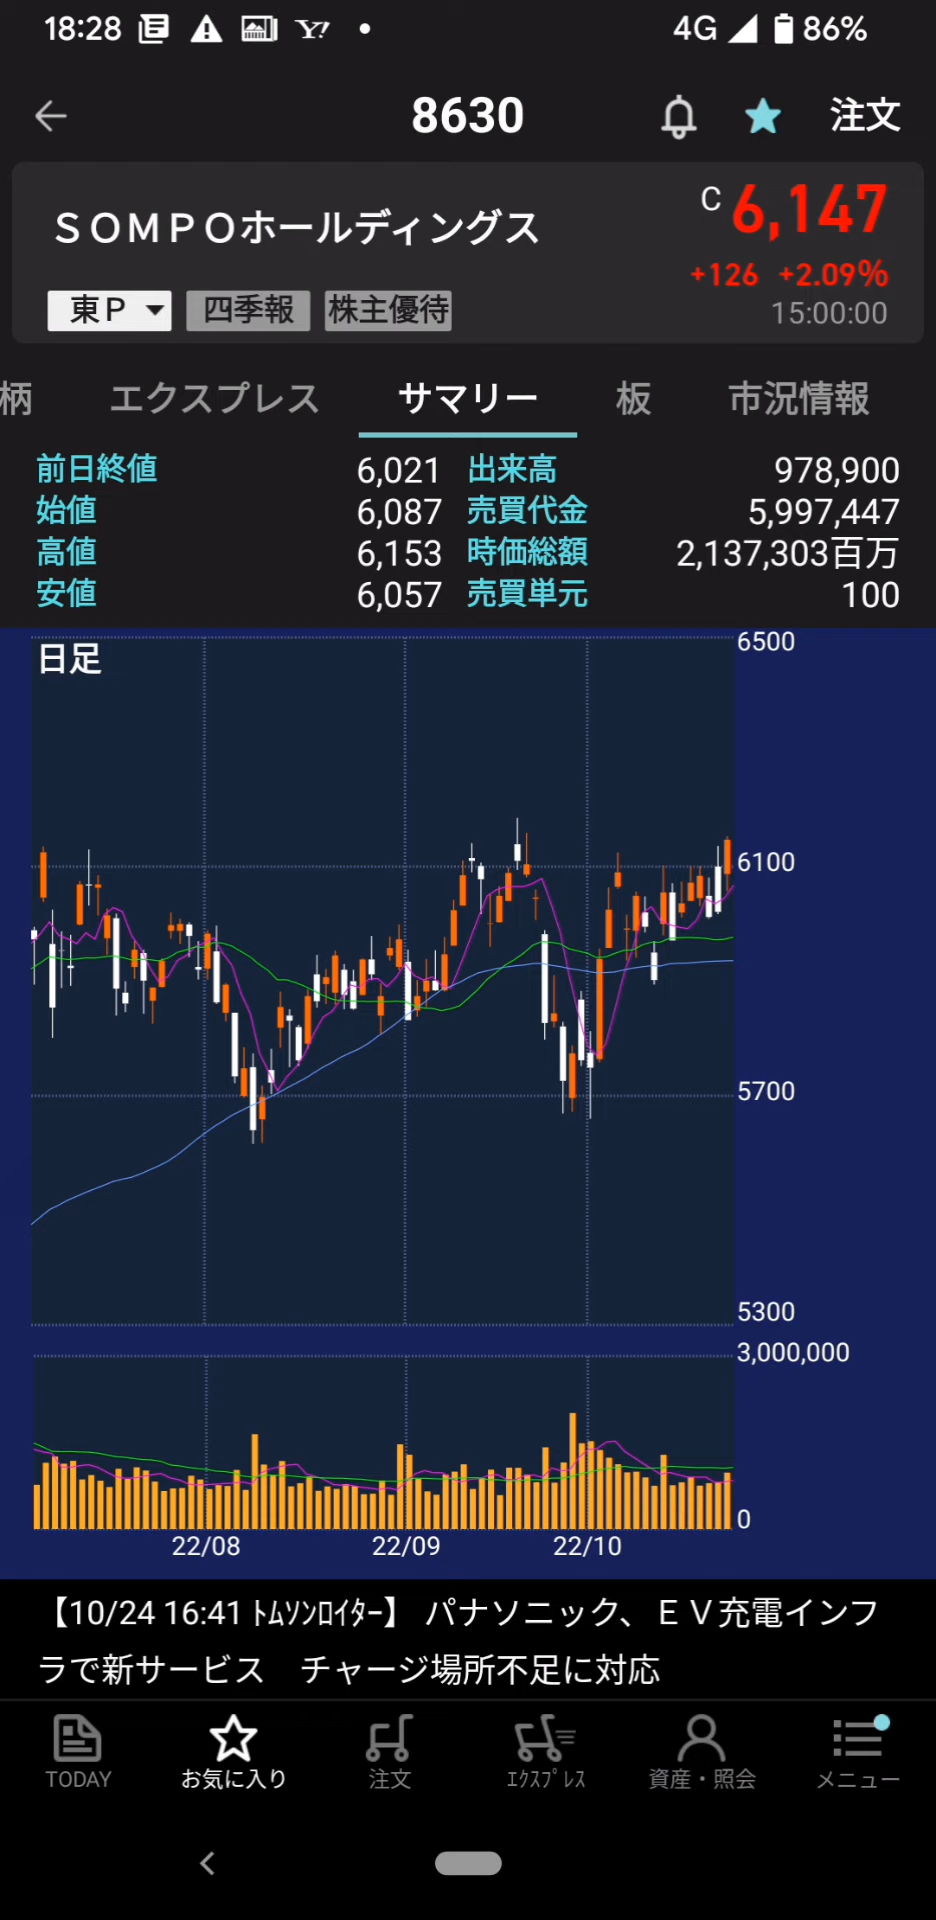 18:28 Y! 4G 86%
8630 注文
SOMPOホールディングス C 6,147
+126 +2.09%
東P 四季報 株主優待 15:00:00
柄 エクスプレス サマリー 板 市況情報
前日終値 6,021 出来高 978,900
始値 6,087 売買代金 5,997,447
高値 6,153 時価総額 2,137,303百万
安値 6,057 売買単元 100
日足
6500
6100
5700
5300
3,000,000
0
22/08 22/09 22/10
【10/24 16:41 ﾄﾑｿﾝﾛｲﾀｰ】 パナソニック、EV充電インフ
ラで新サービス　チャージ場所不足に対応
TODAY お気に入り 注文 ｴｸｽﾌﾟﾚｽ 資産・照会 メニュー